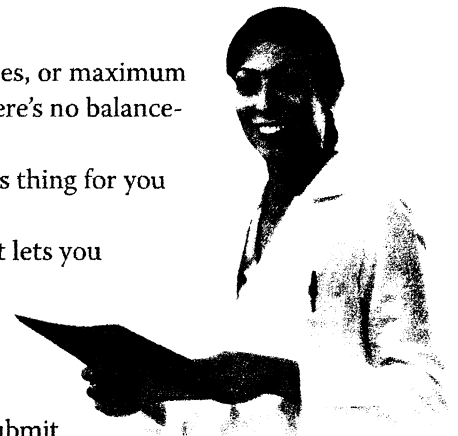 es, or maximum
ere's no balance-
s thing for you
t lets you
ubmit